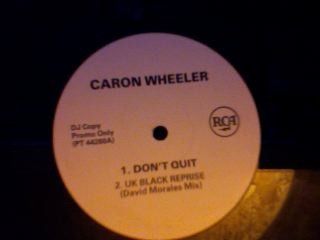 CARON WHEELER
DJ Copy
Promo Only
(PT 44260A)
RCA
1. DON'T QUIT
2. UK BLACK REPRISE
(David Morales Mix)